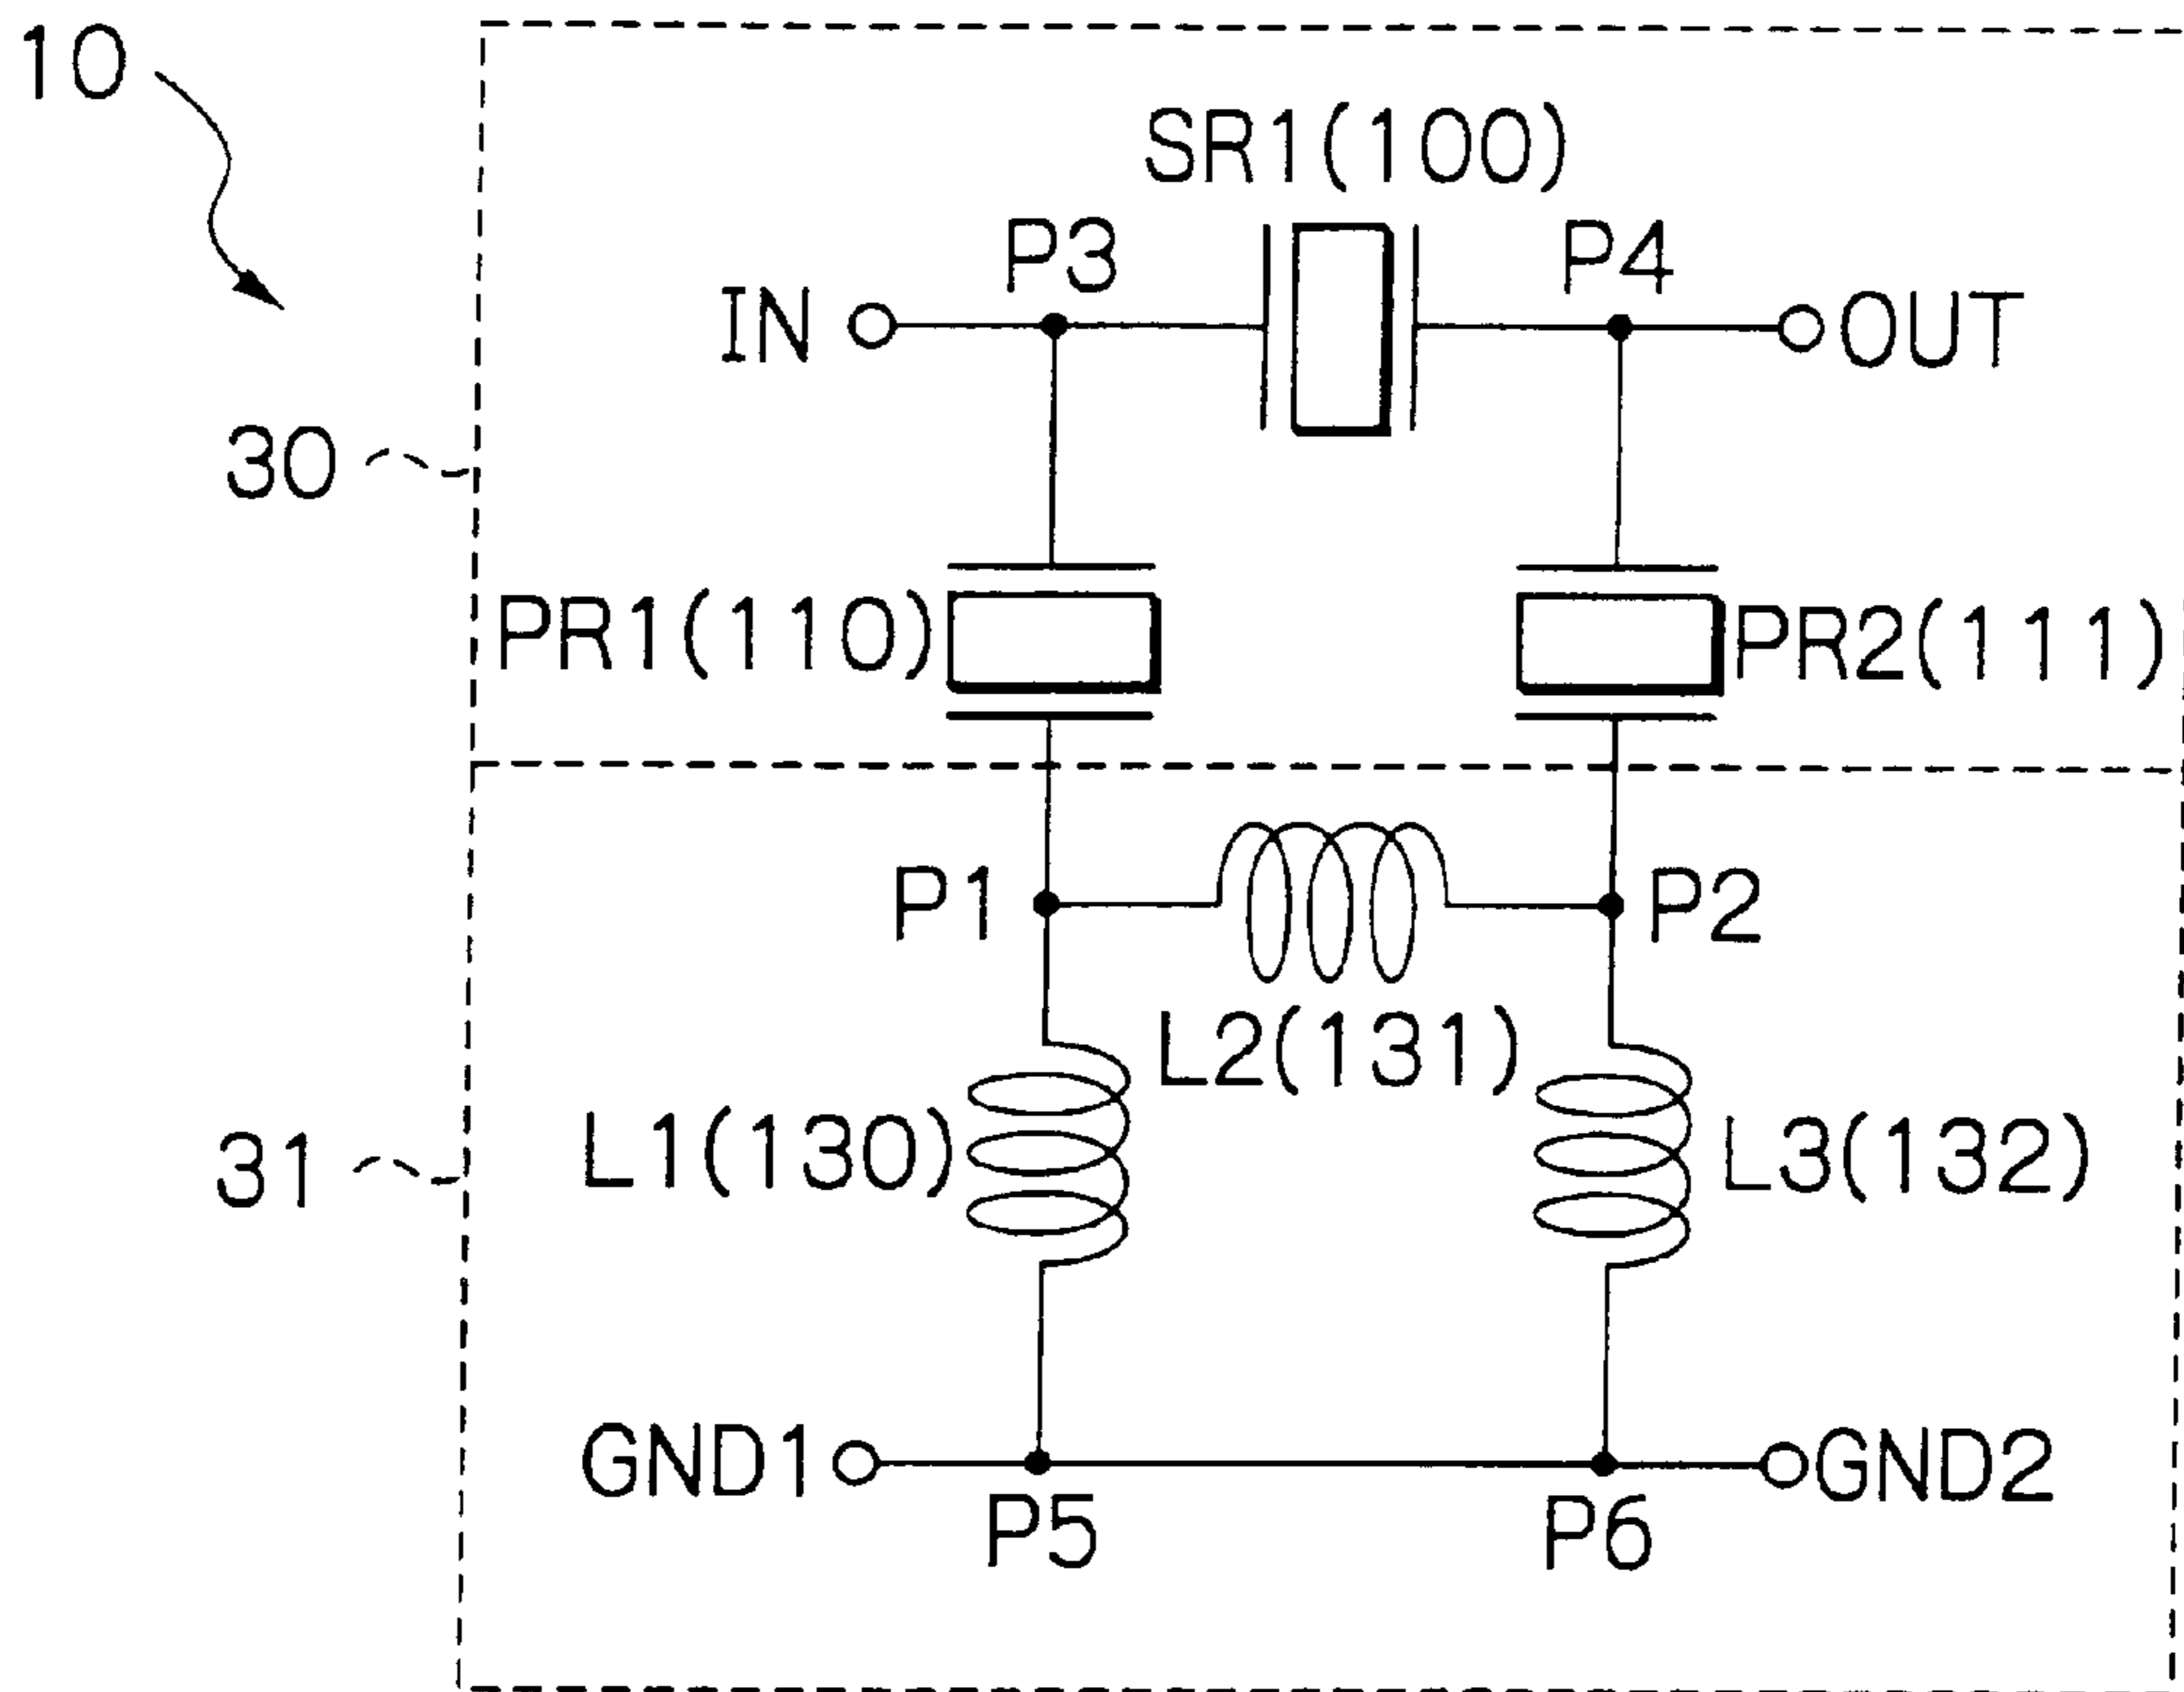 10
SR1(100)
P3
P4
IN
OUT
30
PR1(110)
PR2(111)
P1
P2
L2(131)
L1(130)
L3(132)
31
GND1
GND2
P5
P6